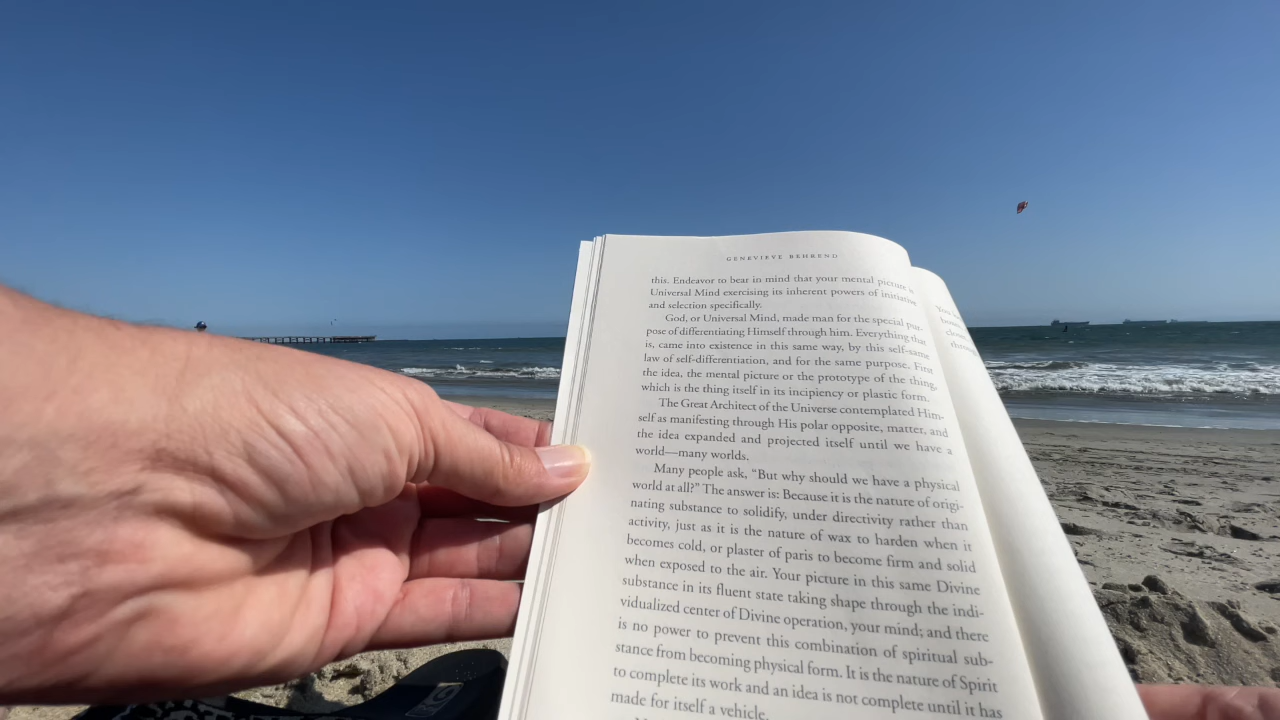 GENEVIEVE BEHREND
this. Endeavor to bear in mind that your mental picture is
Universal Mind exercising its inherent powers of initiative
and selection specifically.
God, or Universal Mind, made man for the special pur-
pose of differentiating Himself through him. Everything that
is, came into existence in this same way, by this self-same
law of self-differentiation, and for the same purpose. First
the idea, the mental picture or the prototype of the thing,
which is the thing itself in its incipiency or plastic form.
The Great Architect of the Universe contemplated Him-
self as manifesting through His polar opposite, matter, and
the idea expanded and projected itself until we have a
world—many worlds.
Many people ask, “But why should we have a physical
world at all?” The answer is: Because it is the nature of origi-
nating substance to solidify, under directivity rather than
activity, just as it is the nature of wax to harden when it
becomes cold, or plaster of paris to become firm and solid
when exposed to the air. Your picture in this same Divine
substance in its fluent state taking shape through the indi-
vidualized center of Divine operation, your mind; and there
is no power to prevent this combination of spiritual sub-
stance from becoming physical form. It is the nature of Spirit
to complete its work and an idea is not complete until it has
made for itself a vehicle.